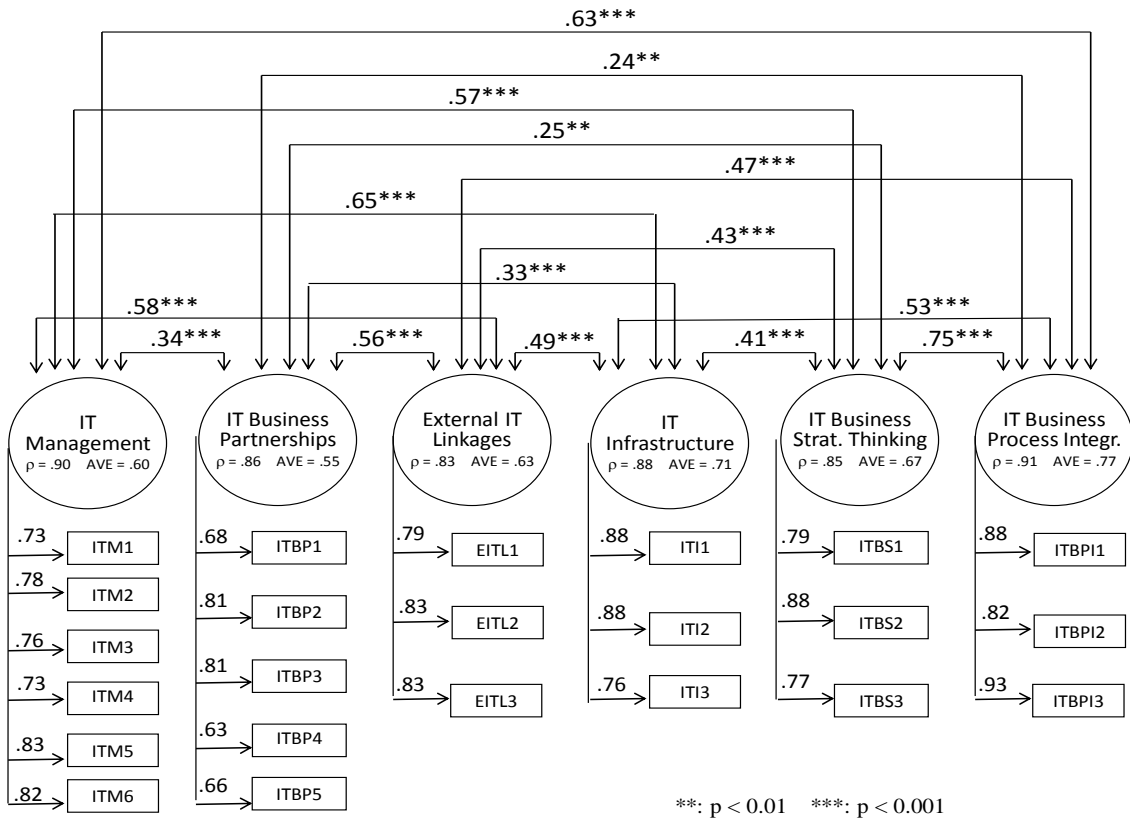 .63***
.24**
.57***
.25**
.47***
.65***
.43***
.33***
.58***
.53***
.34***
.56***
.49***
.41***
.75***
IT
Management
ρ = .90 AVE = .60
IT Business
Partnerships
ρ = .86 AVE = .55
External IT
Linkages
ρ = .83 AVE = .63
IT
Infrastructure
ρ = .88 AVE = .71
IT Business
Strat. Thinking
ρ = .85 AVE = .67
IT Business
Process Integr.
ρ = .91 AVE = .77
.73
ITM1
.78
ITM2
.76
ITM3
.73
ITM4
.83
ITM5
.82
ITM6
.68
ITBP1
.81
ITBP2
.81
ITBP3
.63
ITBP4
.66
ITBP5
.79
EITL1
.83
EITL2
.83
EITL3
.88
ITI1
.88
ITI2
.76
ITI3
.79
ITBS1
.88
ITBS2
.77
ITBS3
.88
ITBPI1
.82
ITBPI2
.93
ITBPI3
**: p < 0.01 ***: p < 0.001